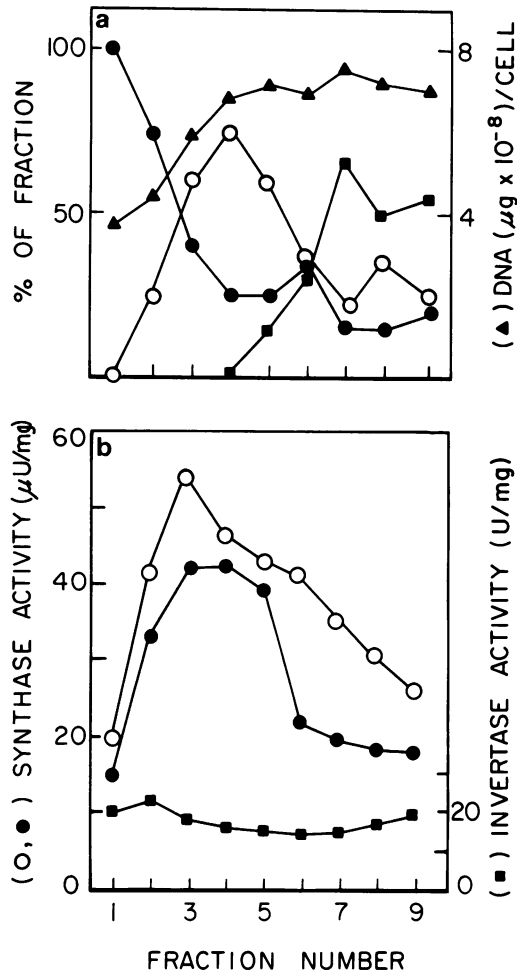 a
100
50
% OF FRACTION
8
4
(▲) DNA (μg x 10⁻⁸)/CELL
b
60
40
20
0
(○, ●) SYNTHASE ACTIVITY (μU/mg)
20
0
(■) INVERTASE ACTIVITY (U/mg)
1 3 5 7 9
FRACTION NUMBER